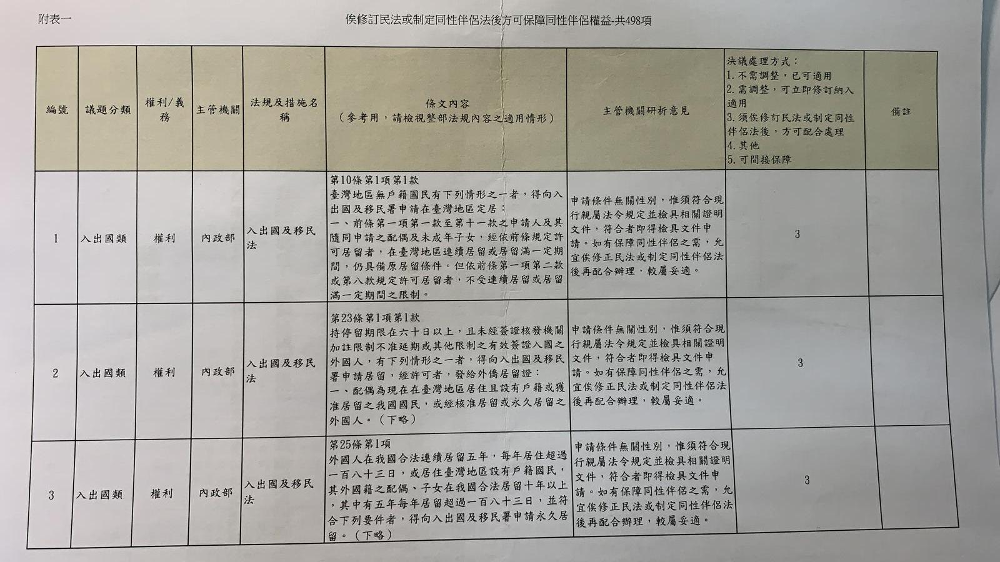 附表一
俟修訂民法或制定同性伴侶法後方可保障同性伴侶權益-共498項
編號
議題分類
權利/義
務
主管機關
法規及措施名
稱
條文內容
(參考用，請檢視整部法規內容之適用情形)
主管機關研析意見
決議處理方式：
1.不需調整，已可適用
2.需調整，可立即修訂納入
適用
3.須俟修訂民法或制定同性
伴侶法後，方可配合處理
4.其他
5.可間接保障
備註
1
入出國類
權利
內政部
入出國及移民
法
第10條第1項第1款
臺灣地區無戶籍國民有下列情形之一者，得向入
出國及移民署申請在臺灣地區定居：
一、前條第一項第一款至第十一款之申請人及其
隨同申請之配偶及未成年子女，經依前條規定許
可居留者，在臺灣地區連續居留或居留滿一定期
間，仍具備原居留條件。但依前條第一項第二款
或第八款規定許可居留者，不受連續居留或居留
滿一定期間之限制。
申請條件無關性別，惟須符合現
行親屬法令規定並檢具相關證明
文件，符合者即得檢具文件申
請。如有保障同性伴侶之需，允
宜俟修正民法或制定同性伴侶法
後再配合辦理，較屬妥適。
3
2
入出國類
權利
內政部
入出國及移民
法
第23條第1項第1款
持停留期限在六十日以上，且未經簽證核發機關
加註限制不准延期或其他限制之有效簽證入國之
外國人，有下列情形之一者，得向入出國及移民
署申請居留，經許可者，發給外僑居留證：
一、配偶為現在在臺灣地區居住且設有戶籍或獲
准居留之我國國民，或經核准居留或永久居留之
外國人。(下略)
申請條件無關性別，惟須符合現
行親屬法令規定並檢具相關證明
文件，符合者即得檢具文件申
請。如有保障同性伴侶之需，允
宜俟修正民法或制定同性伴侶法
後再配合辦理，較屬妥適。
3
3
入出國類
權利
內政部
入出國及移民
法
第25條第1項
外國人在我國合法連續居留五年，每年居住超過
一百八十三日，或居住臺灣地區設有戶籍國民，
其外國籍之配偶、子女在我國合法居留十年以上
，其中有五年每年居留超過一百八十三日，並符
合下列要件者，得向入出國及移民署申請永久居
留。(下略)
申請條件無關性別，惟須符合現
行親屬法令規定並檢具相關證明
文件，符合者即得檢具文件申
請。如有保障同性伴侶之需，允
宜俟修正民法或制定同性伴侶法
後再配合辦理，較屬妥適。
3